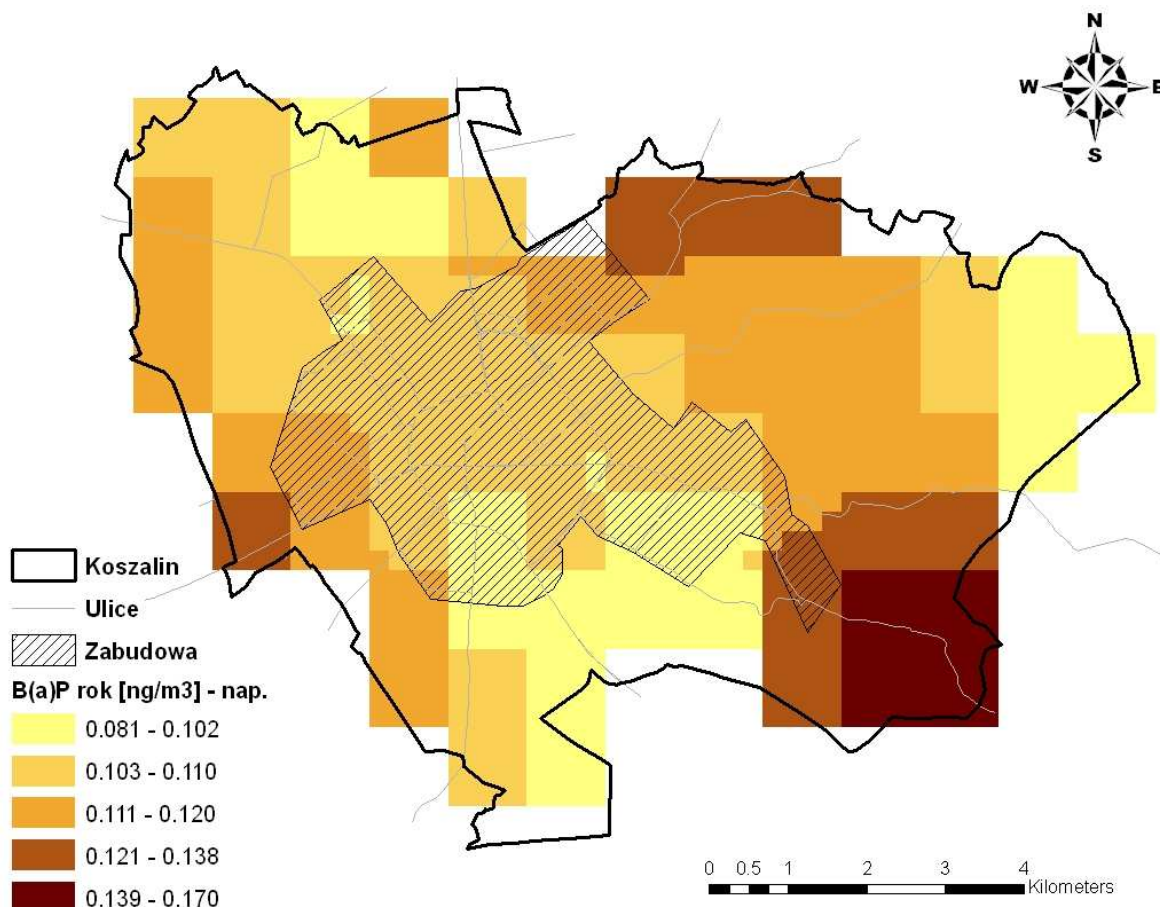 N
W E
S
Koszalin
Ulice
Zabudowa
B(a)P rok [ng/m3] - nap.
0.081 - 0.102
0.103 - 0.110
0.111 - 0.120
0.121 - 0.138
0.139 - 0.170
0 0.5 1 2 3 4
Kilometers